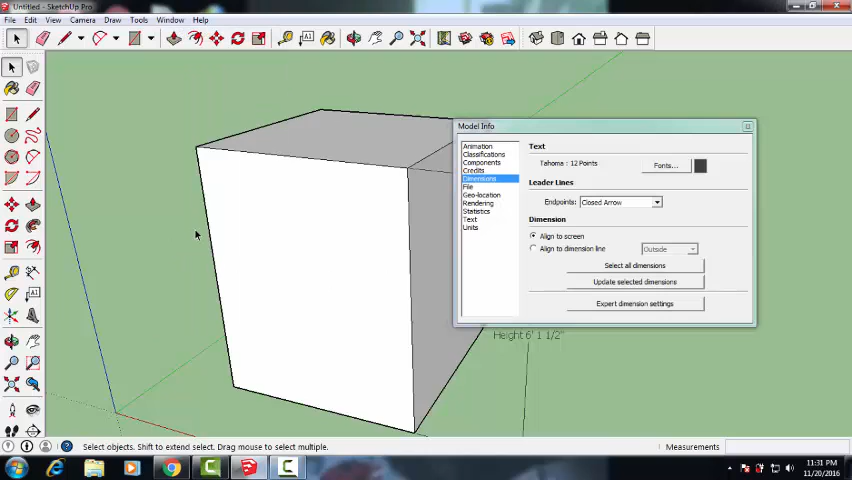 Untitled - SketchUp Pro
File Edit View Camera Draw Tools Window Help
A1
Model Info
Animation
Classifications
Components
Credits
Dimensions
File
Geo-location
Rendering
Statistics
Text
Units
Text
Tahoma : 12 Points
Fonts...
Leader Lines
Endpoints: Closed Arrow
Dimension
Align to screen
Align to dimension line
Outside
Select all dimensions
Update selected dimensions
Expert dimension settings
Height 6' 1 1/2"
Select objects. Shift to extend select. Drag mouse to select multiple.
Measurements
11:31 PM
11/20/2016